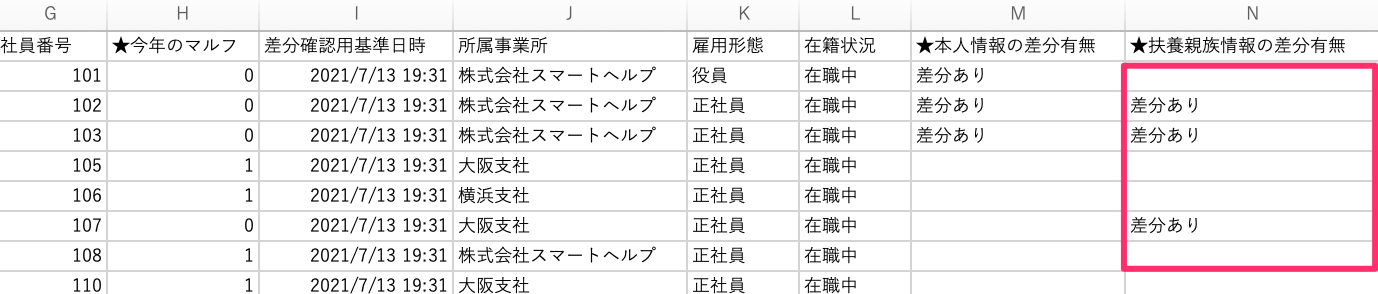 G H I J K L M N
社員番号 ★今年のマルフ 差分確認用基準日時 所属事業所 雇用形態 在籍状況 ★本人情報の差分有無 ★扶養親族情報の差分有無
101 0 2021/7/13 19:31 株式会社スマートヘルプ 役員 在職中 差分あり
102 0 2021/7/13 19:31 株式会社スマートヘルプ 正社員 在職中 差分あり 差分あり
103 0 2021/7/13 19:31 株式会社スマートヘルプ 正社員 在職中 差分あり 差分あり
105 1 2021/7/13 19:31 大阪支社 正社員 在職中
106 1 2021/7/13 19:31 横浜支社 正社員 在職中
107 0 2021/7/13 19:31 大阪支社 正社員 在職中 差分あり
108 1 2021/7/13 19:31 株式会社スマートヘルプ 正社員 在職中
110 1 2021/7/13 19:31 大阪支社 正社員 在職中